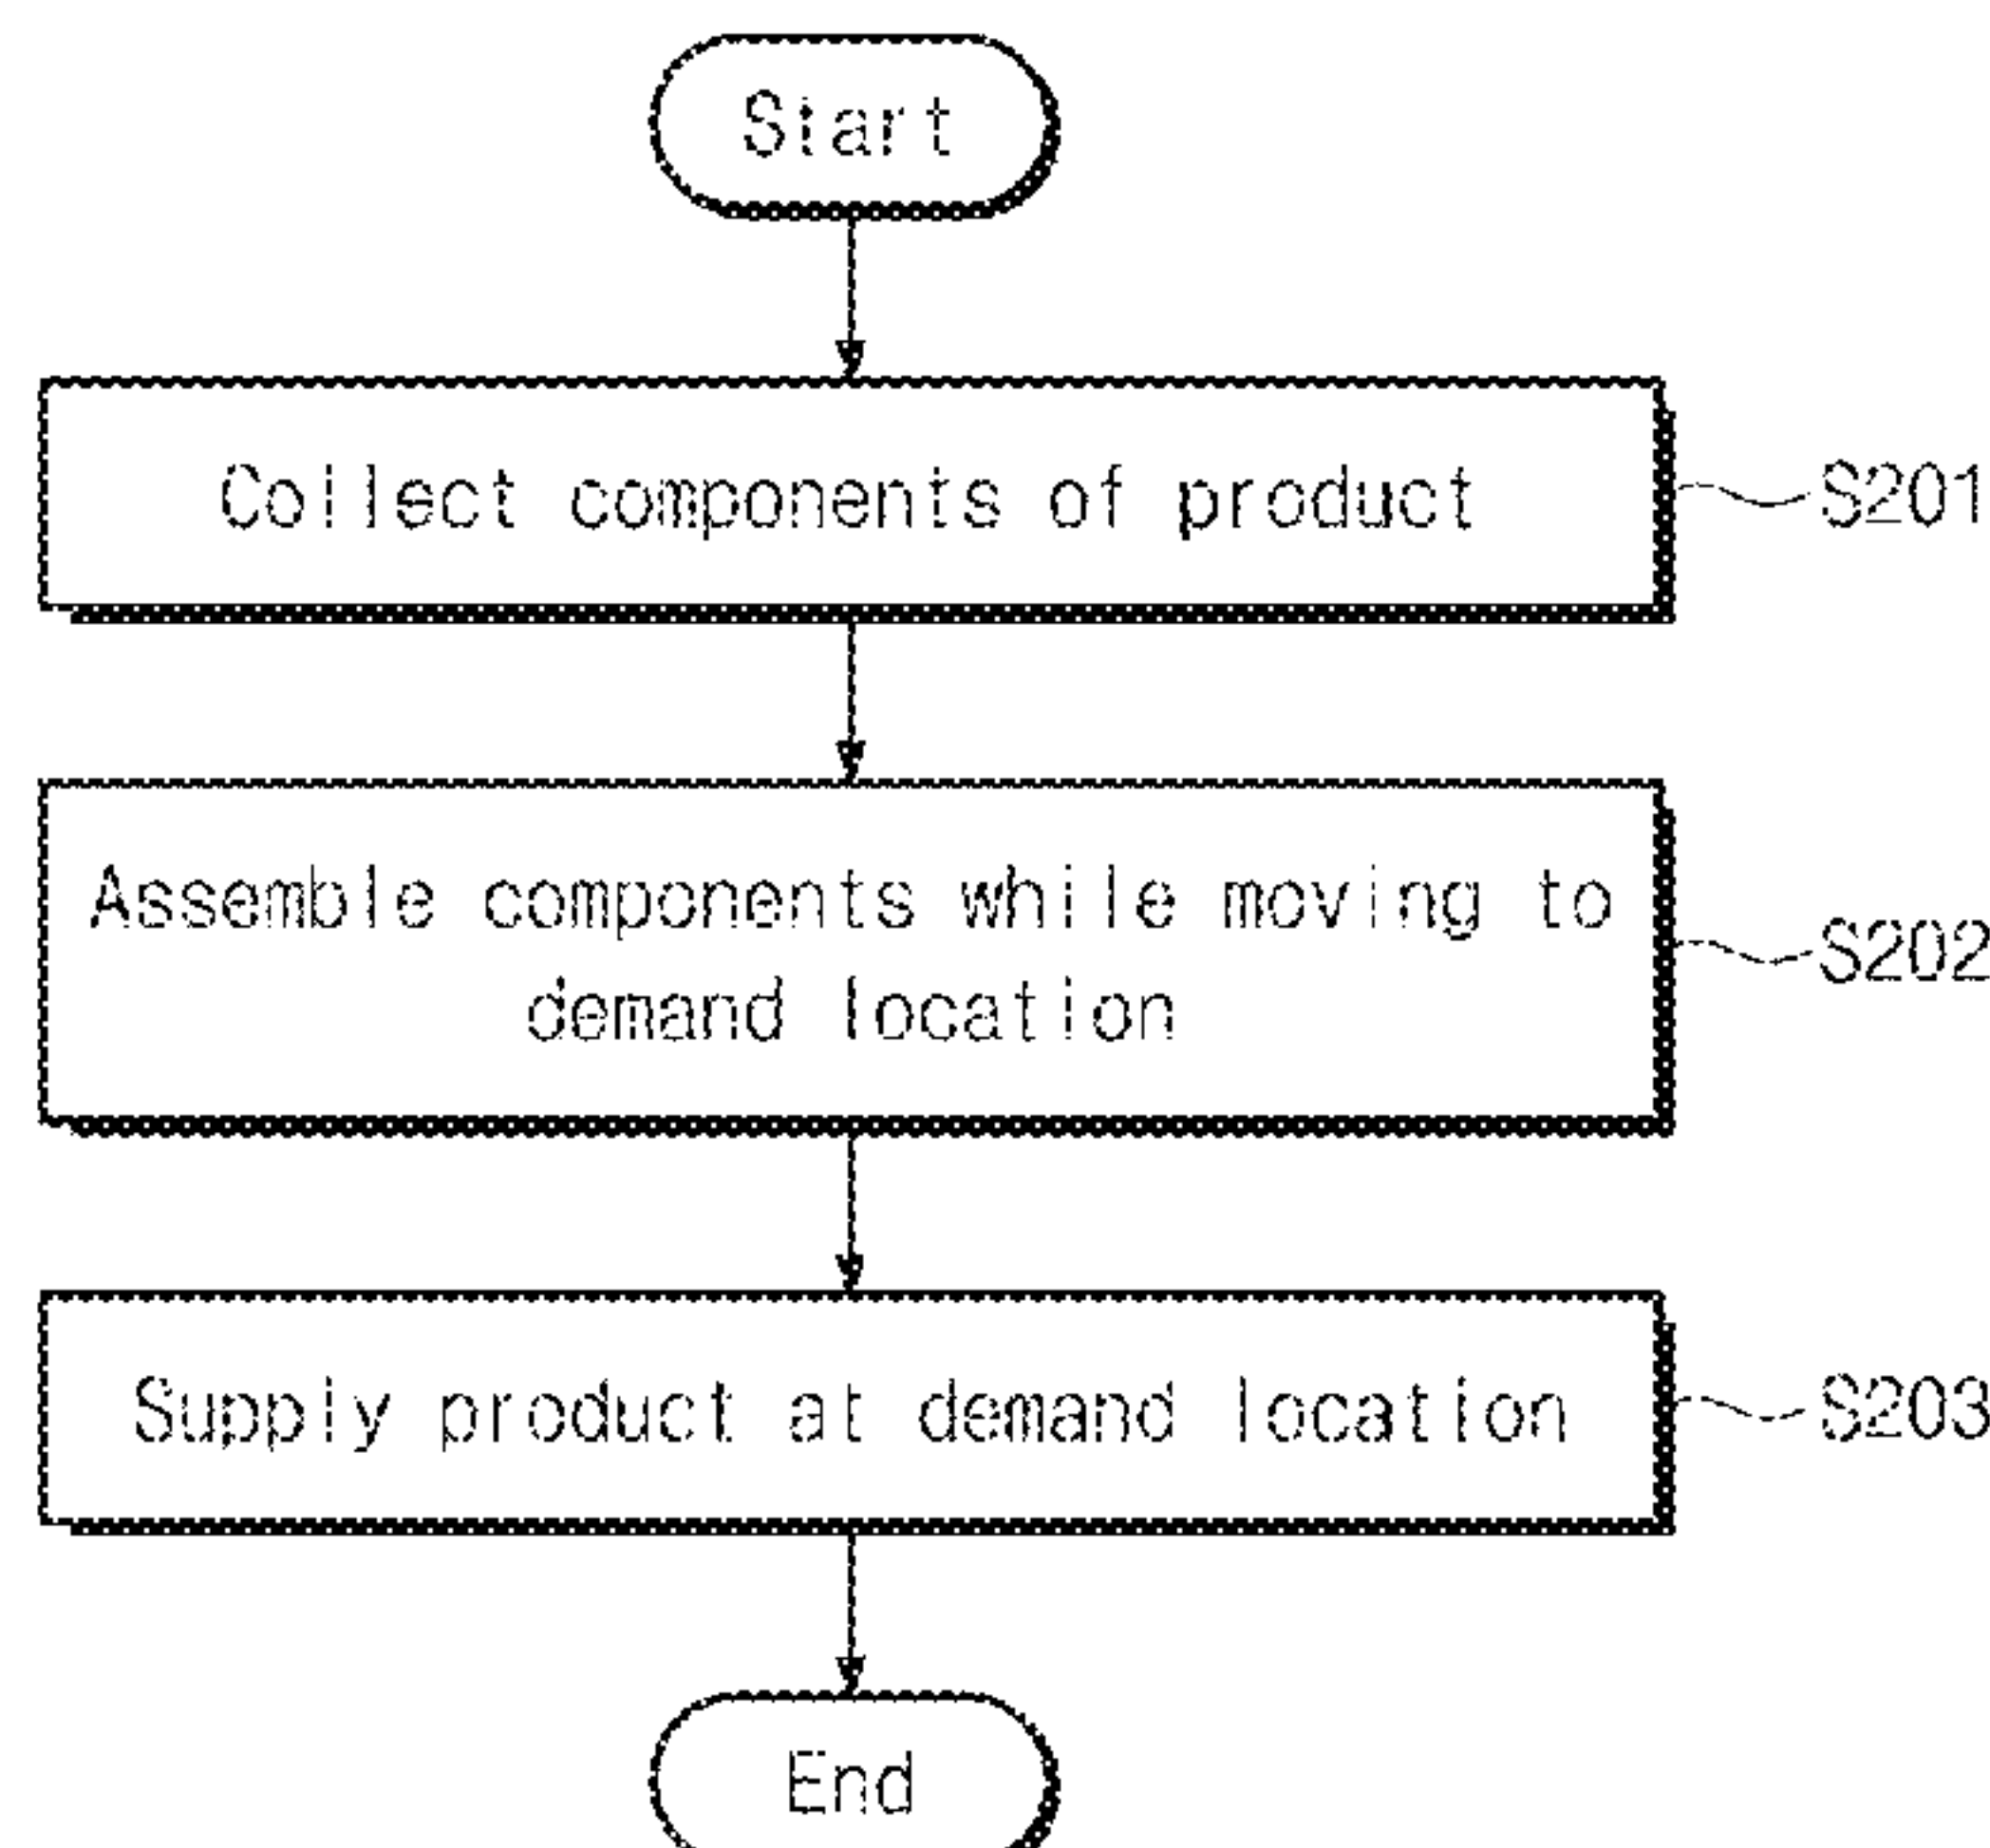 Start
Collect components of product
S201
Assemble components while moving to
demand location
S202
Supply product at demand location
S203
End